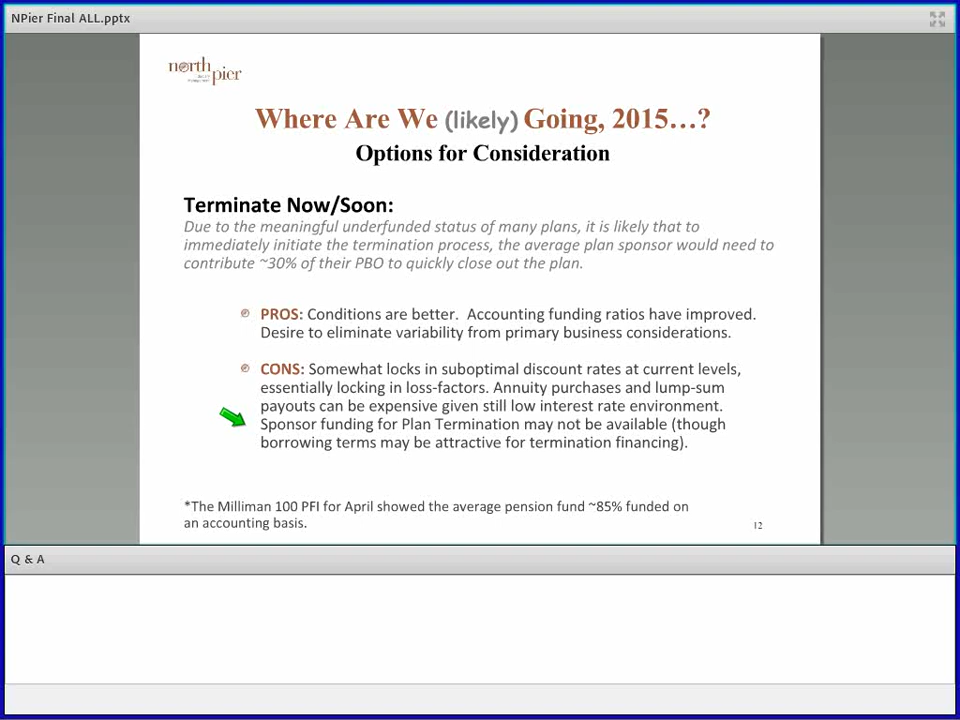 NPier Final ALL.pptx
north
pier
Where Are We (likely) Going, 2015…?
Options for Consideration
Terminate Now/Soon:
Due to the meaningful underfunded status of many plans, it is likely that to
immediately initiate the termination process, the average plan sponsor would need to
contribute ~30% of their PBO to quickly close out the plan.
PROS: Conditions are better.  Accounting funding ratios have improved.
Desire to eliminate variability from primary business considerations.
CONS: Somewhat locks in suboptimal discount rates at current levels,
essentially locking in loss-factors. Annuity purchases and lump-sum
payouts can be expensive given still low interest rate environment.
Sponsor funding for Plan Termination may not be available (though
borrowing terms may be attractive for termination financing).
*The Milliman 100 PFI for April showed the average pension fund ~85% funded on
an accounting basis.
12
Q & A